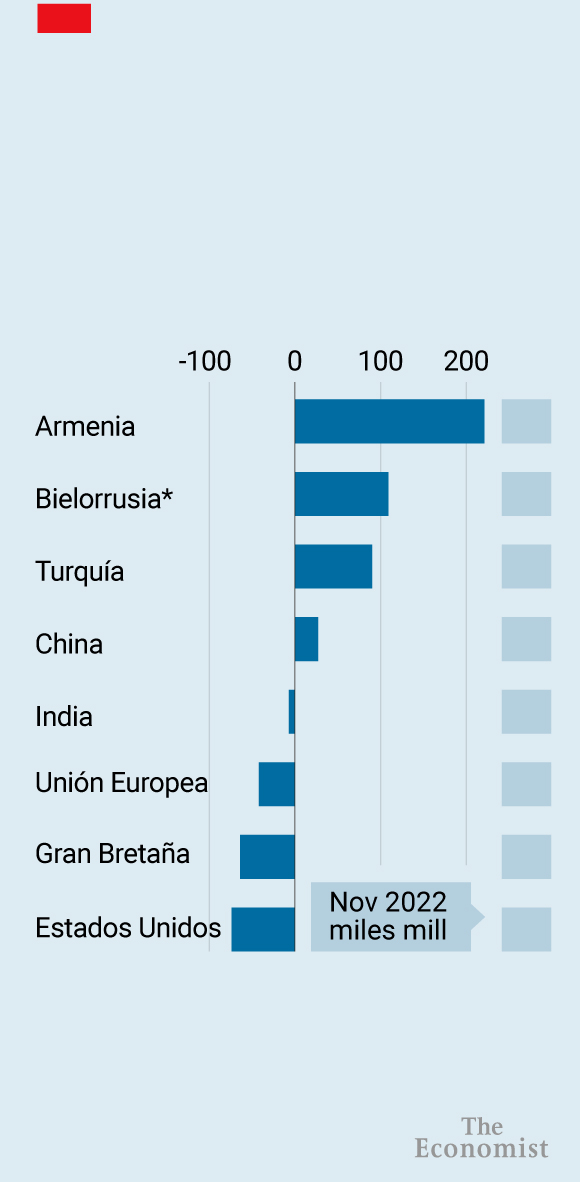 -100 0 100 200
Armenia
Bielorrusia*
Turquía
China
India
Unión Europea
Gran Bretaña
Estados Unidos
Nov 2022
miles mill
The
Economist